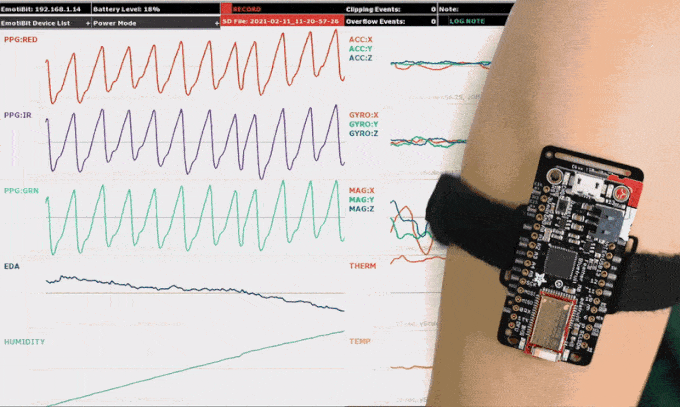 EmotiBit: 192.168.1.14 Battery Level: 18% RECORD Clipping Events: 0 Note:
EmotiBit Device List + Power Mode + SD File: 2021-02-11_11-20-57-26 Overflow Events: 0 LOG NOTE
PPG:RED
ACC:X
ACC:Y
ACC:Z
PPG:IR
GYRO:X
GYRO:Y
GYRO:Z
PPG:GRN
MAG:X
MAG:Y
MAG:Z
EDA
THERM
HUMIDITY
TEMP